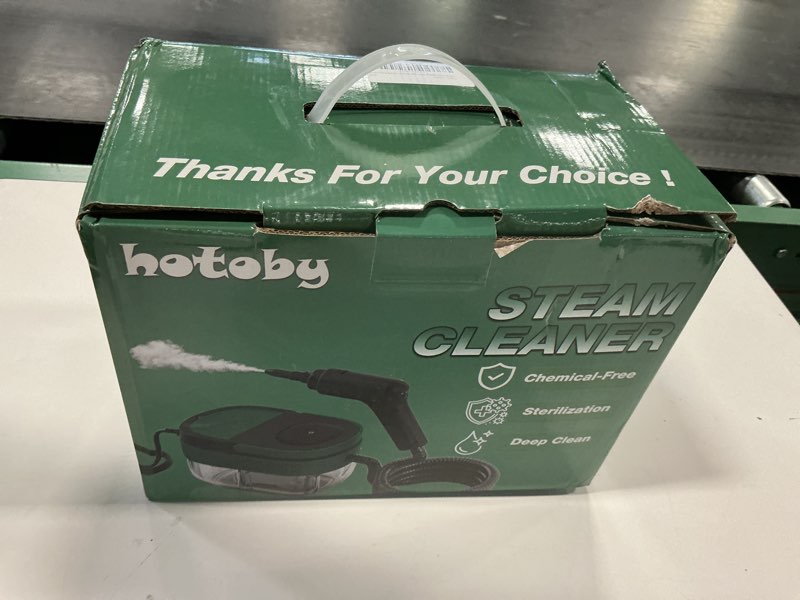 Thanks For Your Choice !
hotoby
STEAM
CLEANER
Chemical-Free
Sterilization
Deep Clean